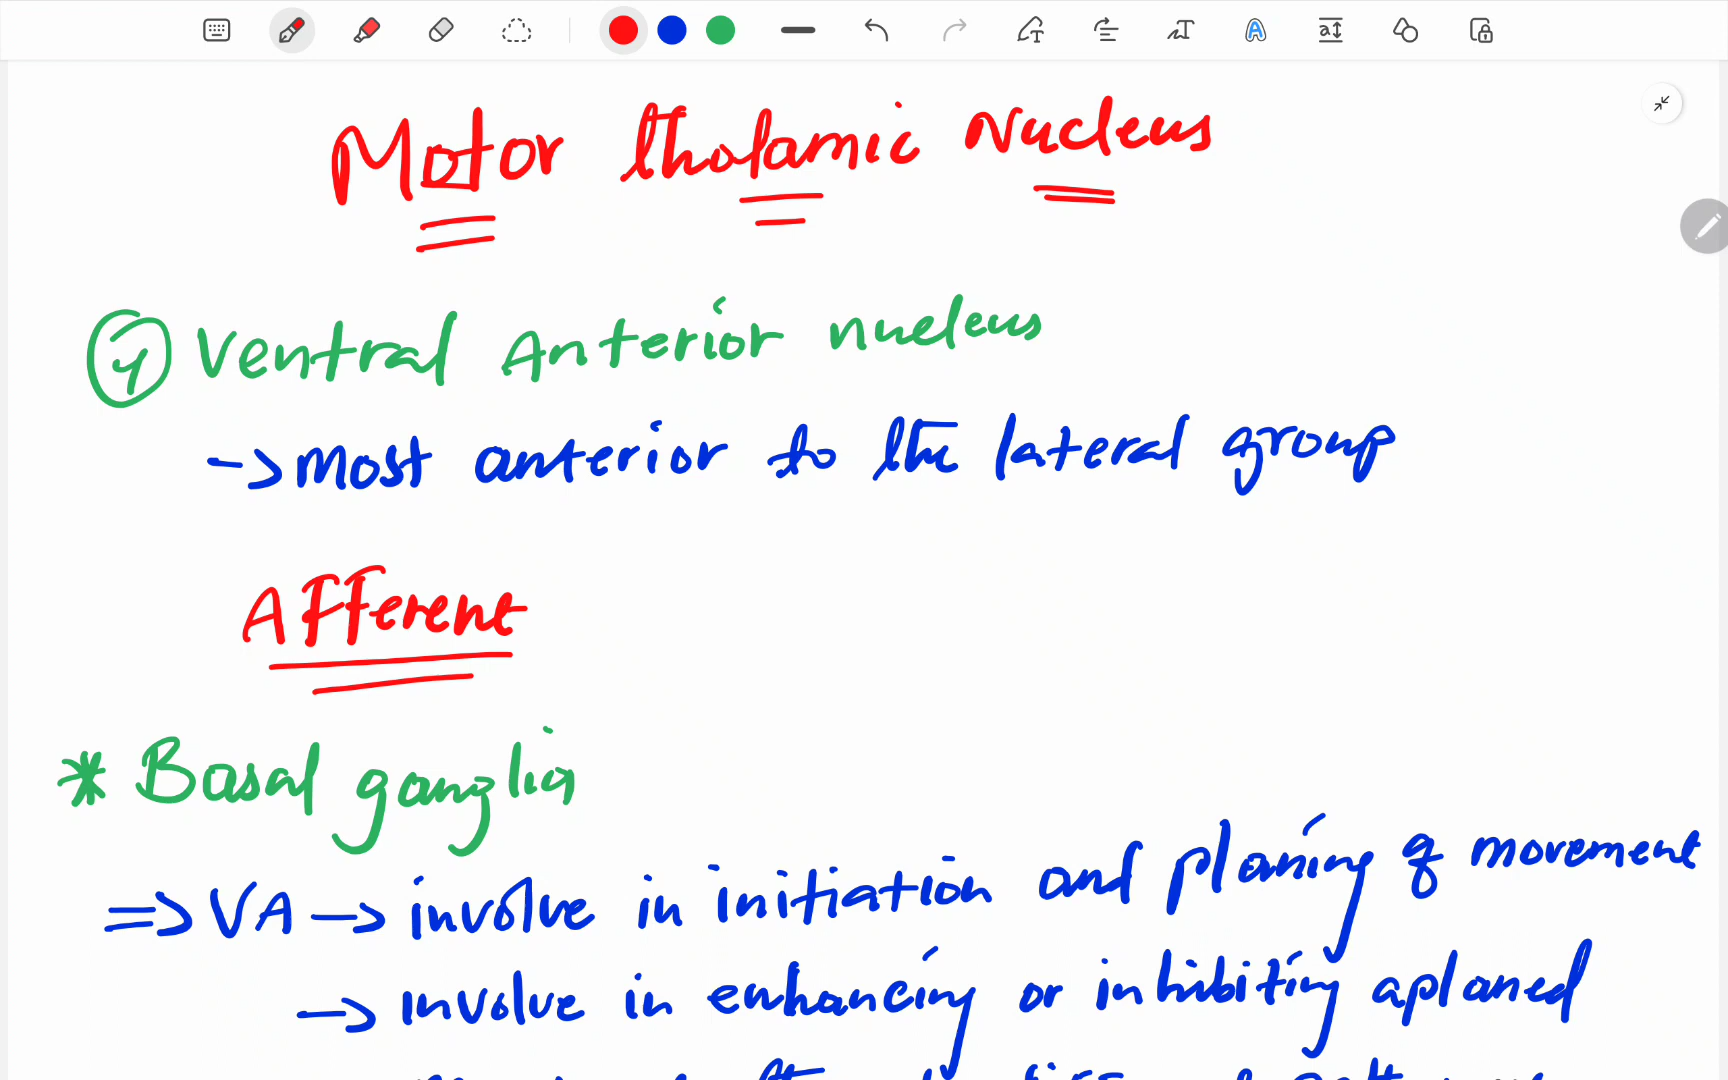 Motor thalamic Nucleus
④ Ventral Anterior nucleus
-> most anterior to the lateral group
Afferent
* Basal ganglia
=> VA -> involve in initiation and planing of movement
-> involve in enhancing or inhibiting a planed